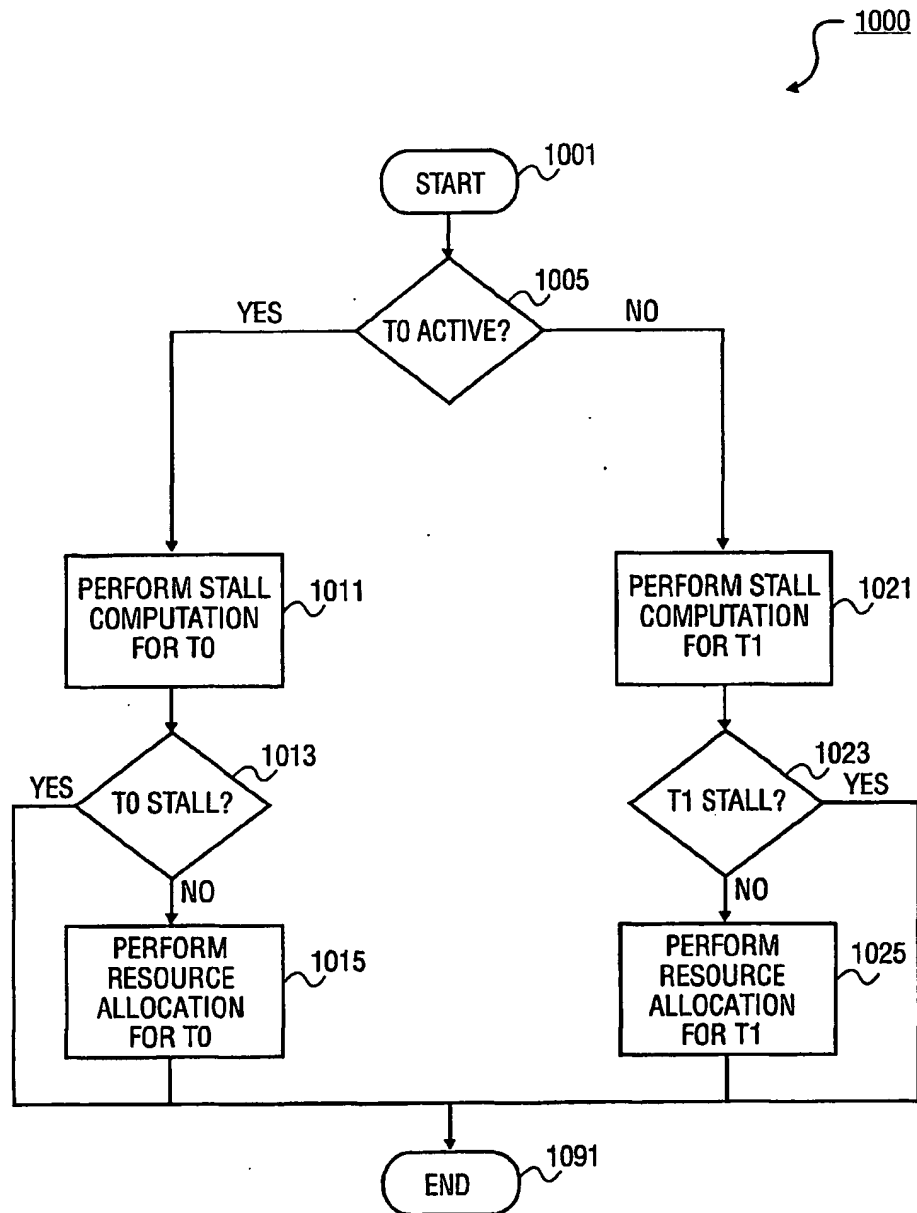 1000
1001
START
1005
YES
T0 ACTIVE?
NO
PERFORM STALL
COMPUTATION
FOR T0
1011
PERFORM STALL
COMPUTATION
FOR T1
1021
1013
YES
T0 STALL?
NO
1023
YES
T1 STALL?
NO
PERFORM
RESOURCE
ALLOCATION
FOR T0
1015
PERFORM
RESOURCE
ALLOCATION
FOR T1
1025
1091
END